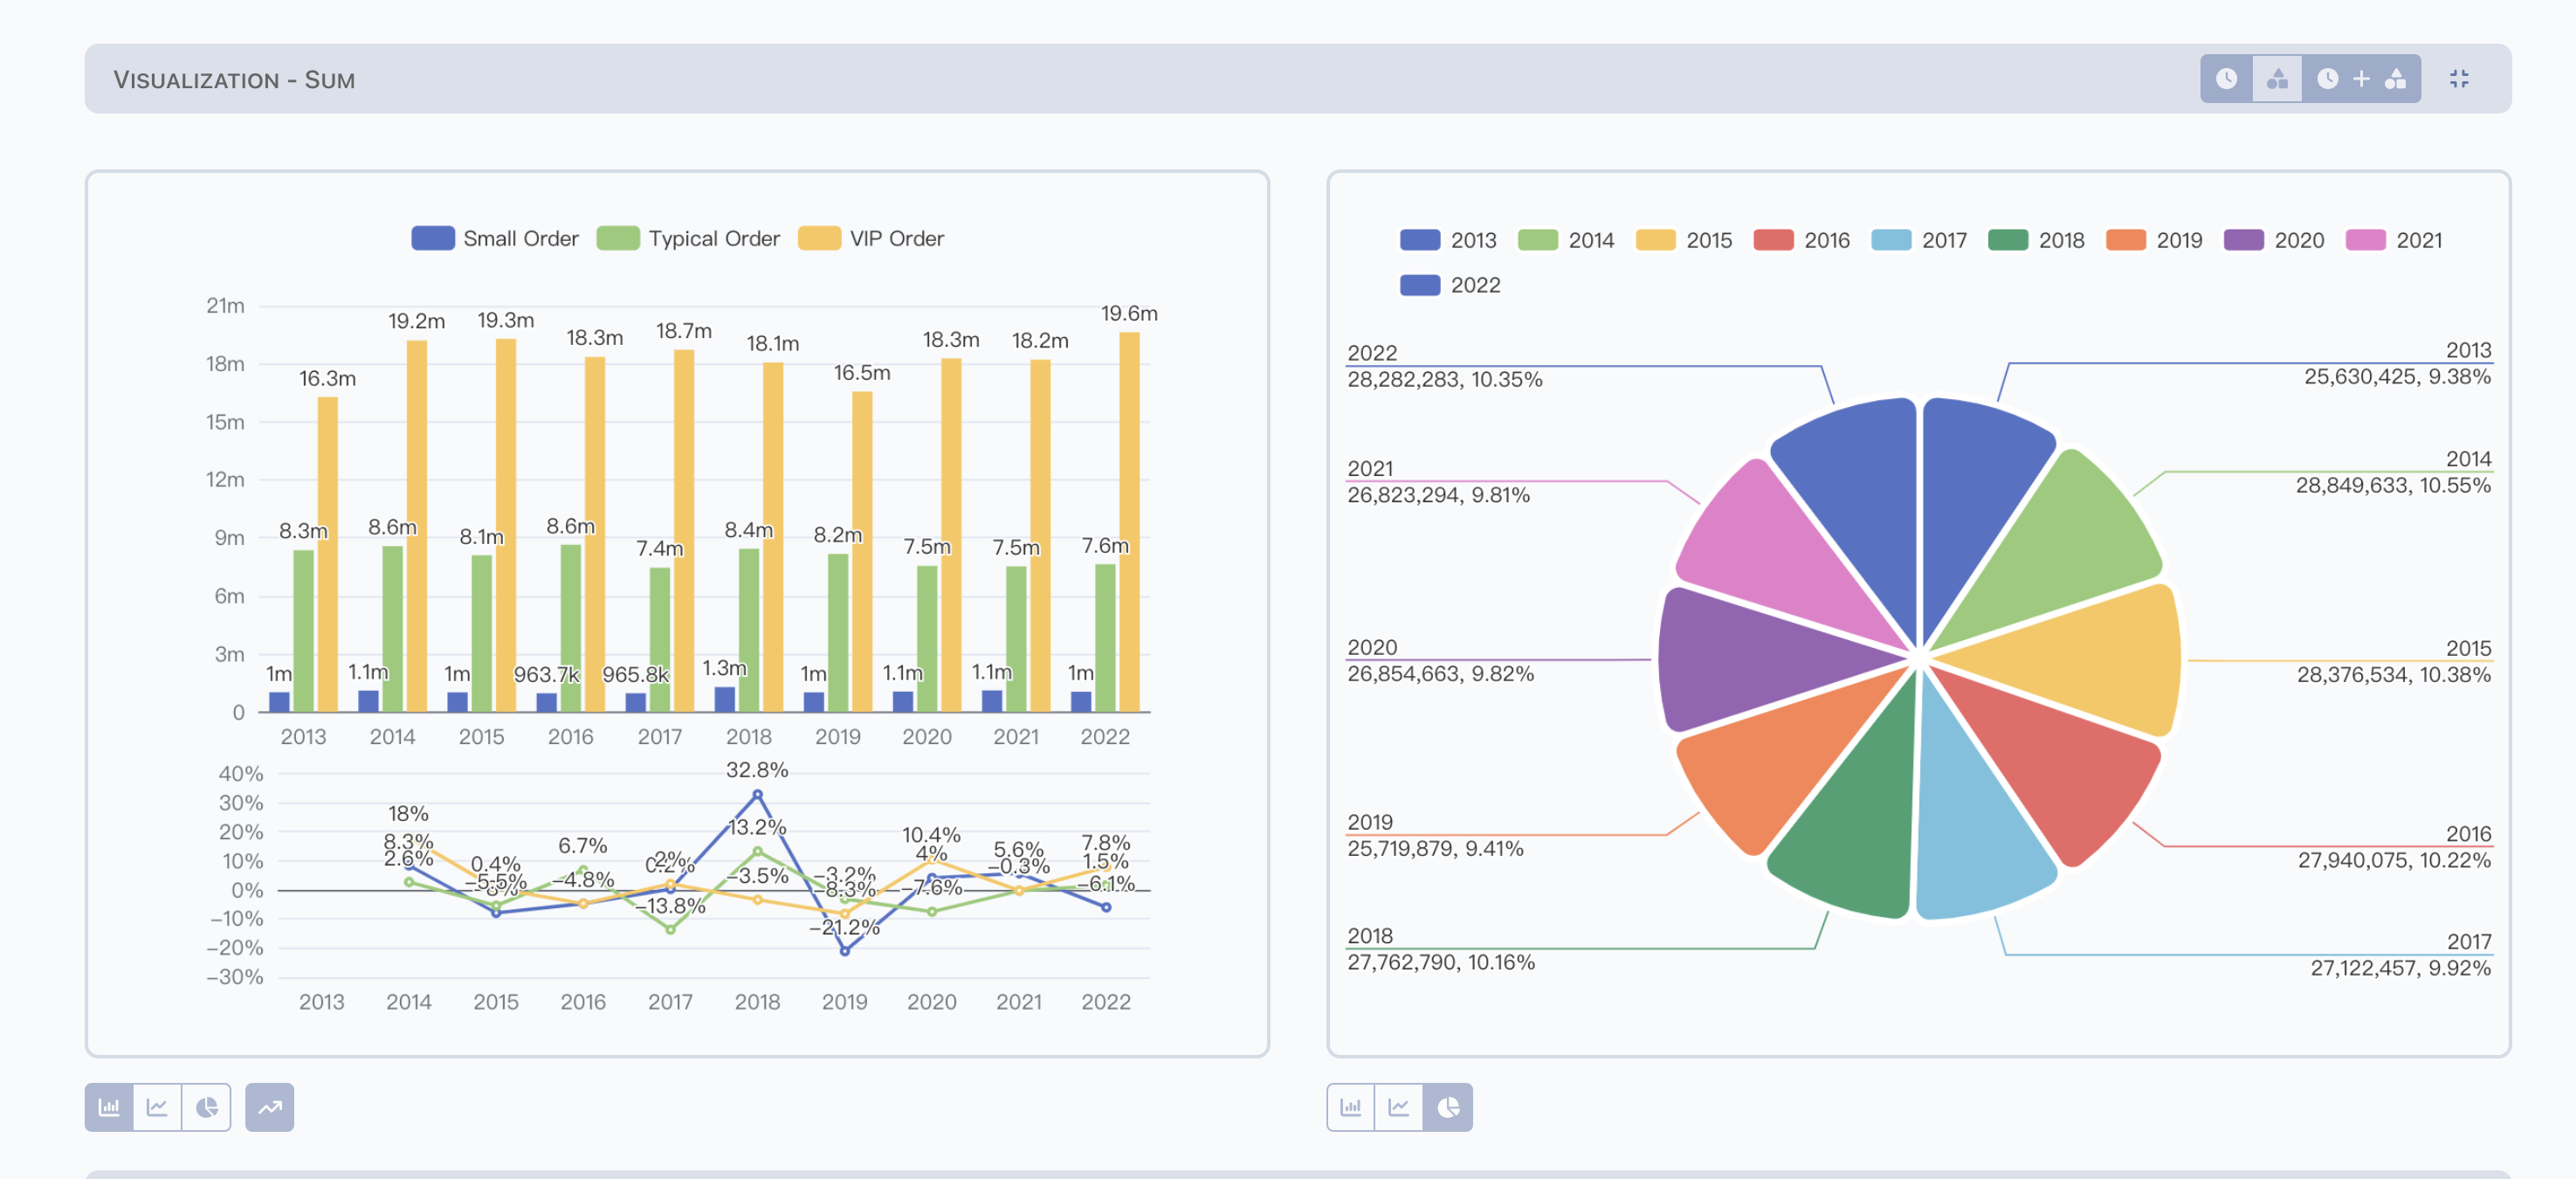 VISUALIZATION - SUM
Small Order Typical Order VIP Order
21m
18m
15m
12m
9m
6m
3m
0
1m 8.3m 16.3m
1.1m 8.6m 19.2m
1m 8.1m 19.3m
963.7k 8.6m 18.3m
965.8k 7.4m 18.7m
1.3m 8.4m 18.1m
1m 8.2m 16.5m
1.1m 7.5m 18.3m
1.1m 7.5m 18.2m
1m 7.6m 19.6m
2013 2014 2015 2016 2017 2018 2019 2020 2021 2022
40%
30%
20%
10%
0%
−10%
−20%
−30%
18%
8.3%
2.6%
0.4%
−5.5%
−8%
6.7%
−4.8%
2%
0.2%
−13.8%
32.8%
13.2%
−3.5%
−3.2%
−8.3%
−21.2%
10.4%
4%
−7.6%
5.6%
−0.3%
7.8%
1.5%
−6.1%
2013 2014 2015 2016 2017 2018 2019 2020 2021 2022
2013 2014 2015 2016 2017 2018 2019 2020 2021
2022
2013
25,630,425, 9.38%
2014
28,849,633, 10.55%
2015
28,376,534, 10.38%
2016
27,940,075, 10.22%
2017
27,122,457, 9.92%
2018
27,762,790, 10.16%
2019
25,719,879, 9.41%
2020
26,854,663, 9.82%
2021
26,823,294, 9.81%
2022
28,282,283, 10.35%